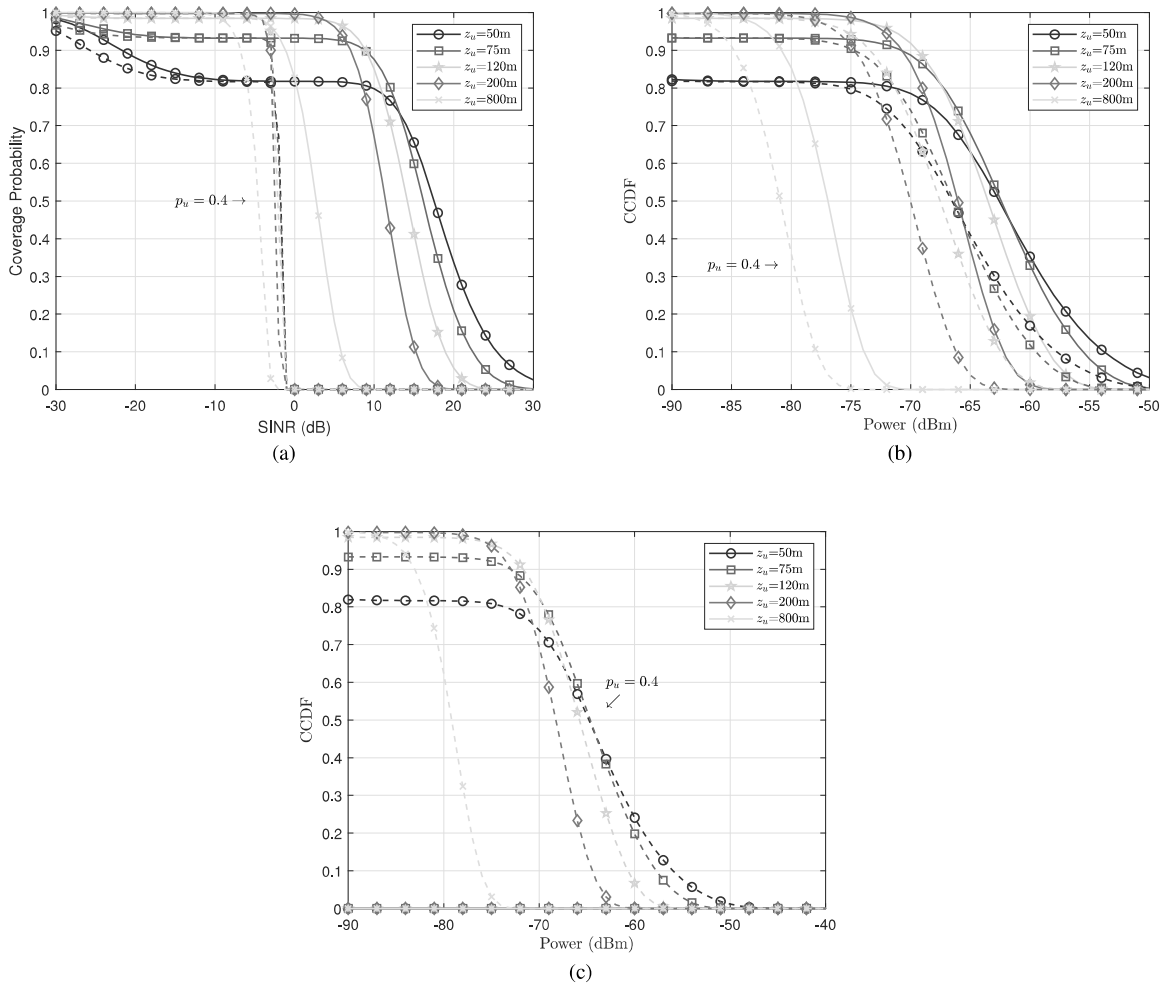 1
0.9
0.8
0.7
0.6
0.5
0.4
0.3
0.2
0.1
0
Coverage Probability
z_u=50m
z_u=75m
z_u=120m
z_u=200m
z_u=800m
p_u = 0.4 →
-30 -20 -10 0 10 20 30
SINR (dB)
(a)
1
0.9
0.8
0.7
0.6
0.5
0.4
0.3
0.2
0.1
0
CCDF
z_u=50m
z_u=75m
z_u=120m
z_u=200m
z_u=800m
p_u = 0.4 →
-90 -85 -80 -75 -70 -65 -60 -55 -50
Power (dBm)
(b)
1
0.9
0.8
0.7
0.6
0.5
0.4
0.3
0.2
0.1
0
CCDF
z_u=50m
z_u=75m
z_u=120m
z_u=200m
z_u=800m
p_u = 0.4
↙
-90 -80 -70 -60 -50 -40
Power (dBm)
(c)